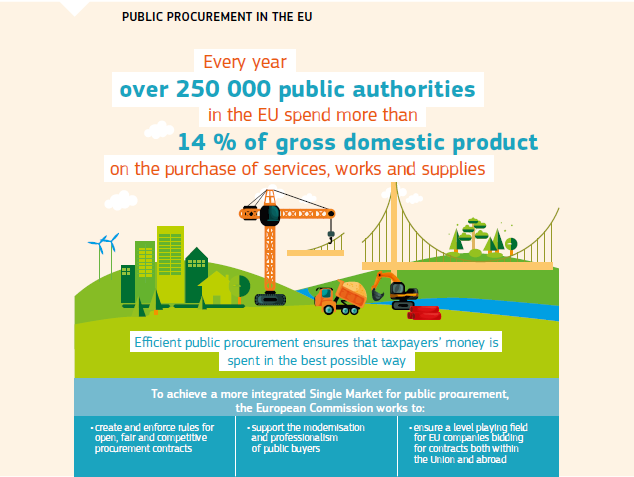 PUBLIC PROCUREMENT IN THE EU
Every year
over 250 000 public authorities
in the EU spend more than
14 % of gross domestic product
on the purchase of services, works and supplies
Efficient public procurement ensures that taxpayers' money is
spent in the best possible way
To achieve a more integrated Single Market for public procurement,
the European Commission works to:
• create and enforce rules for
open, fair and competitive
procurement contracts
• support the modernisation
and professionalism
of public buyers
• ensure a level playing field
for EU companies bidding
for contracts both within
the Union and abroad